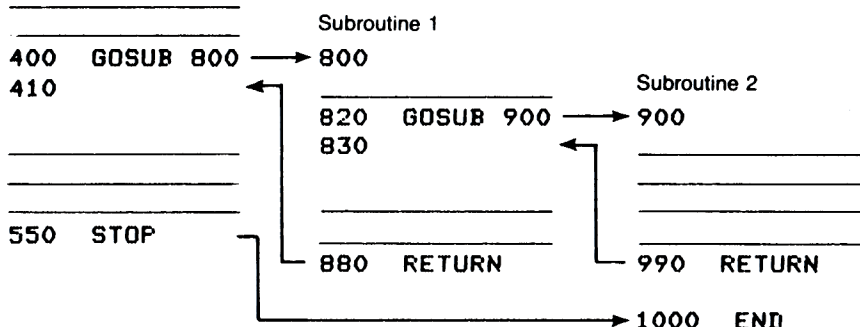 Subroutine 1
400 GOSUB 800 800
410
Subroutine 2
820 GOSUB 900 900
830
550 STOP
880 RETURN 990 RETURN
1000 END